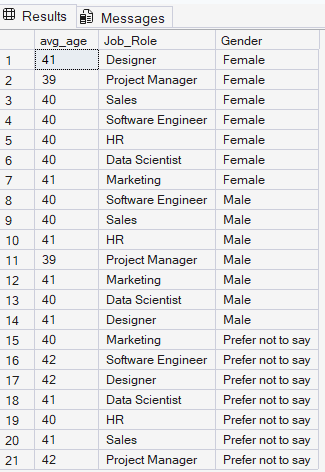 Results Messages
avg_age Job_Role Gender
1 41 Designer Female
2 39 Project Manager Female
3 40 Sales Female
4 40 Software Engineer Female
5 40 HR Female
6 40 Data Scientist Female
7 41 Marketing Female
8 40 Software Engineer Male
9 40 Sales Male
10 41 HR Male
11 39 Project Manager Male
12 41 Marketing Male
13 40 Data Scientist Male
14 41 Designer Male
15 40 Marketing Prefer not to say
16 42 Software Engineer Prefer not to say
17 42 Designer Prefer not to say
18 41 Data Scientist Prefer not to say
19 40 HR Prefer not to say
20 41 Sales Prefer not to say
21 42 Project Manager Prefer not to say